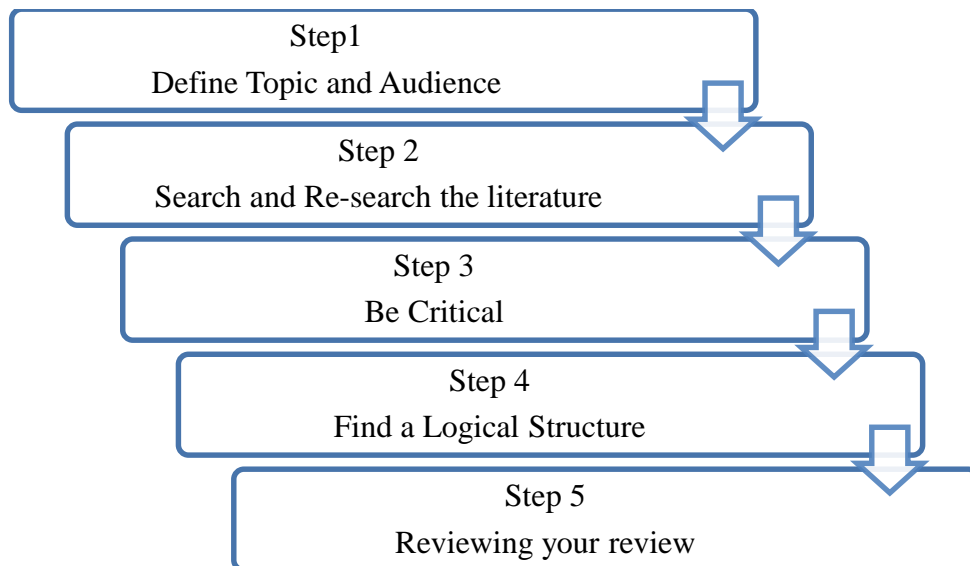 Step1
Define Topic and Audience
Step 2
Search and Re-search the literature
Step 3
Be Critical
Step 4
Find a Logical Structure
Step 5
Reviewing your review